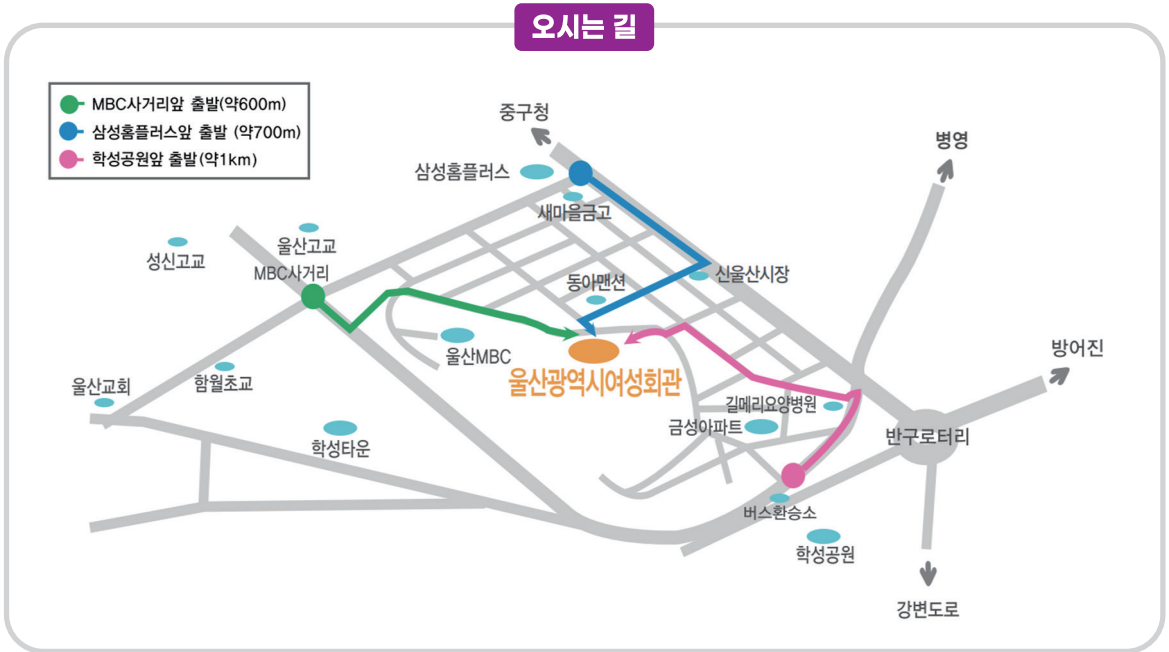 오시는 길
MBC사거리앞 출발(약600m)
삼성홈플러스앞 출발 (약700m)
학성공원앞 출발(약1km)
중구청
병영
삼성홈플러스
새마을금고
울산고교
성신고교
MBC사거리
동아맨션
신울산시장
울산MBC
방어진
울산광역시여성회관
함월초교
울산교회
길메리요양병원
금성아파트
반구로터리
학성타운
버스환승소
학성공원
강변도로